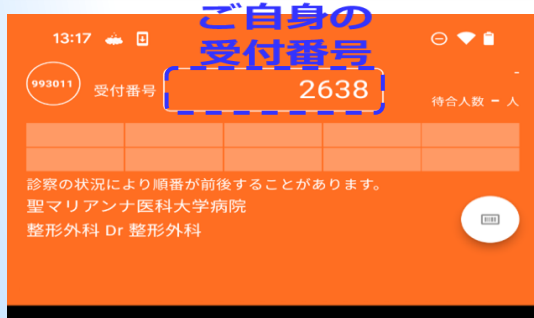 ご自身の
受付番号
13:17
993011
受付番号
2638
-
待合人数 - 人
診察の状況により順番が前後することがあります。
聖マリアンナ医科大学病院
整形外科 Dr 整形外科